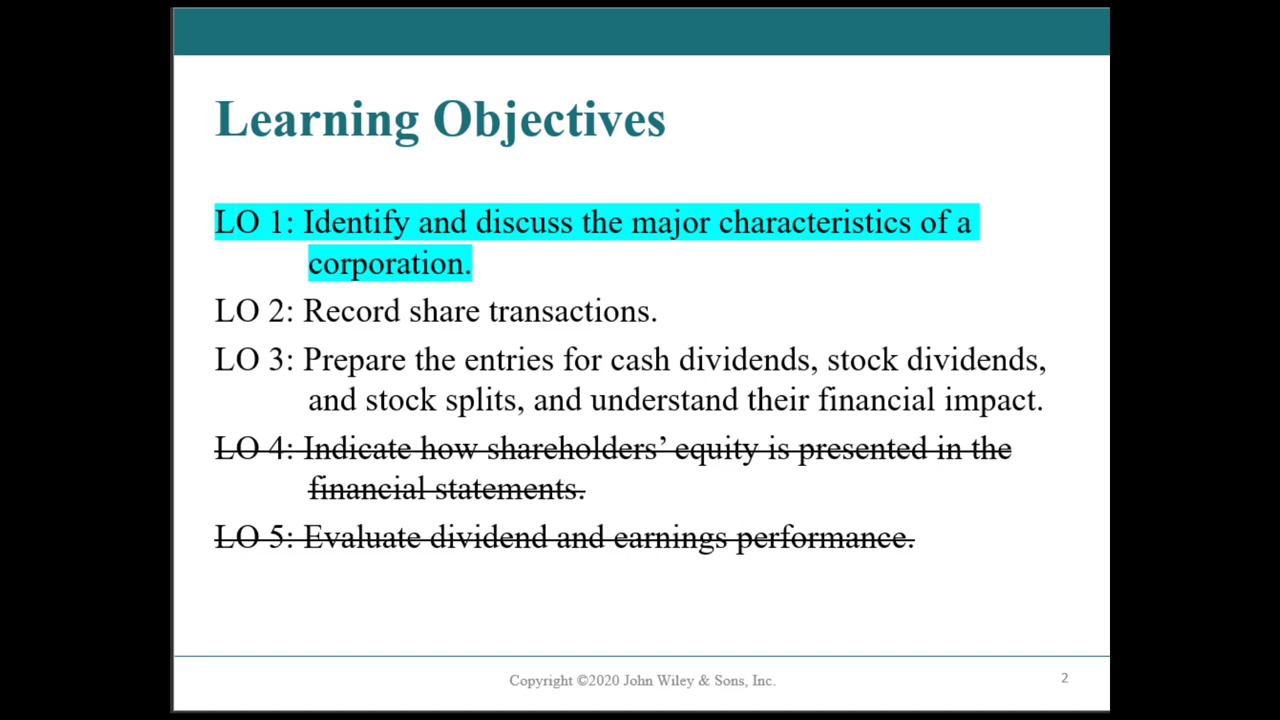 Learning Objectives
LO 1: Identify and discuss the major characteristics of a
corporation.
LO 2: Record share transactions.
LO 3: Prepare the entries for cash dividends, stock dividends,
and stock splits, and understand their financial impact.
LO 4: Indicate how shareholders’ equity is presented in the
financial statements.
LO 5: Evaluate dividend and earnings performance.
Copyright ©2020 John Wiley & Sons, Inc.
2